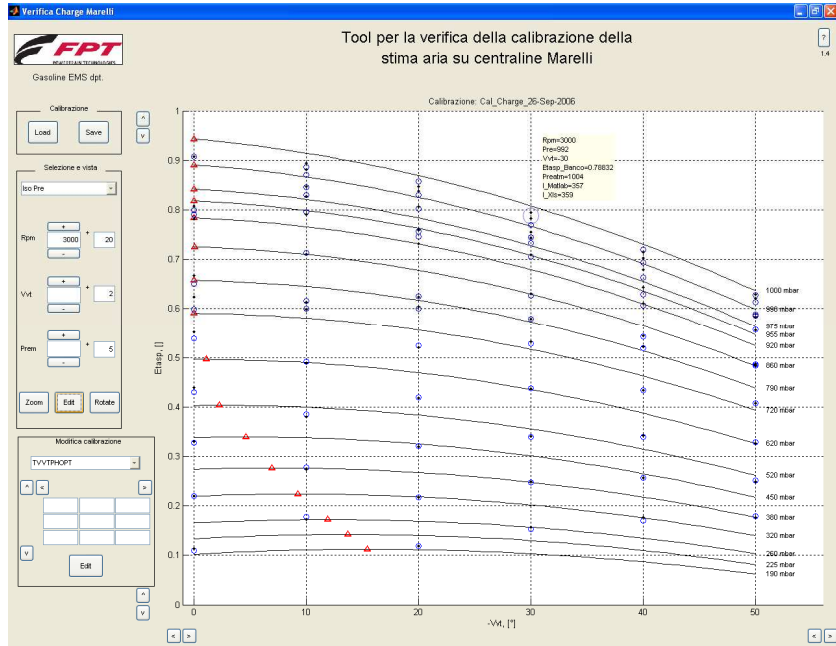 Verifica Charge Marelli
FPT
POWERTRAIN TECHNOLOGIES
Gasoline EMS dpt.
Tool per la verifica della calibrazione della
stima aria su centraline Marelli
?
1.4
Calibrazione
Load
Save
^
v
Selezione e vista
Iso Pre
Rpm
+
3000
-
+
20
Vvt
+
-
+
2
Prem
+
-
+
5
Zoom
Edit
Rotate
Modifica calibrazione
TVVTPHOPT
^
<
>
v
Edit
^
v
Calibrazione: Cal_Charge_26-Sep-2006
Rpm=3000
Pre=992
Vvt=-30
Etasp_Banco=0.78832
Preatm=1004
I_Matlab=357
I_Xls=359
Etasp, []
1
0.9
0.8
0.7
0.6
0.5
0.4
0.3
0.2
0.1
0
1000 mbar
990 mbar
975 mbar
955 mbar
920 mbar
860 mbar
790 mbar
720 mbar
620 mbar
520 mbar
450 mbar
380 mbar
320 mbar
260 mbar
225 mbar
190 mbar
0
10
20
30
40
50
-Vvt, [°]
<
>
<
>